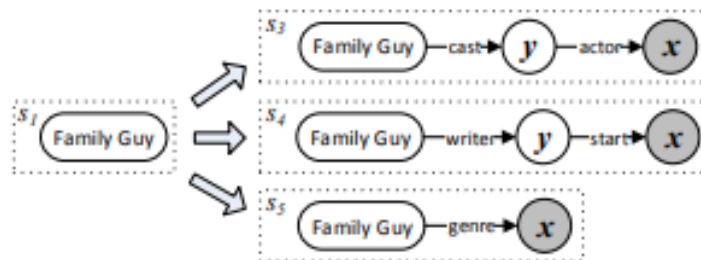 s3
Family Guy cast y actor x
s1
Family Guy
s4
Family Guy writer y start x
s5
Family Guy genre x